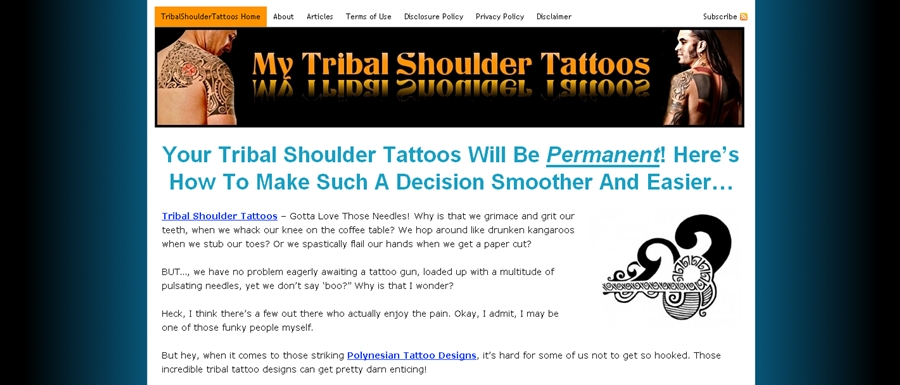 TribalShoulderTattoos Home About Articles Terms of Use Disclosure Policy Privacy Policy Disclaimer Subscribe
My Tribal Shoulder Tattoos
Your Tribal Shoulder Tattoos Will Be Permanent! Here's
How To Make Such A Decision Smoother And Easier…
Tribal Shoulder Tattoos – Gotta Love Those Needles! Why is that we grimace and grit our
teeth, when we whack our knee on the coffee table? We hop around like drunken kangaroos
when we stub our toes? Or we spastically flail our hands when we get a paper cut?
BUT…, we have no problem eagerly awaiting a tattoo gun, loaded up with a multitude of
pulsating needles, yet we don't say 'boo?" Why is that I wonder?
Heck, I think there's a few out there who actually enjoy the pain. Okay, I admit, I may be
one of those funky people myself.
But hey, when it comes to those striking Polynesian Tattoo Designs, it's hard for some of us not to get so hooked. Those
incredible tribal tattoo designs can get pretty darn enticing!